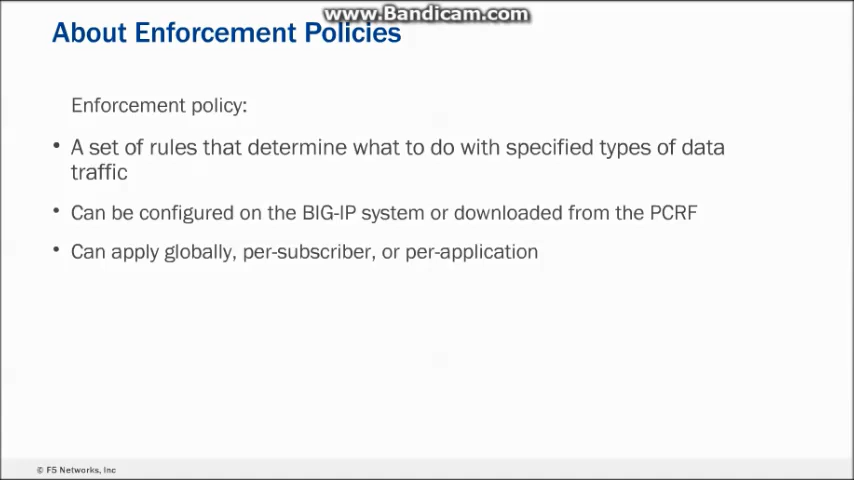 www.Bandicam.com
About Enforcement Policies
Enforcement policy:
• A set of rules that determine what to do with specified types of data
traffic
• Can be configured on the BIG-IP system or downloaded from the PCRF
• Can apply globally, per-subscriber, or per-application
© F5 Networks, Inc